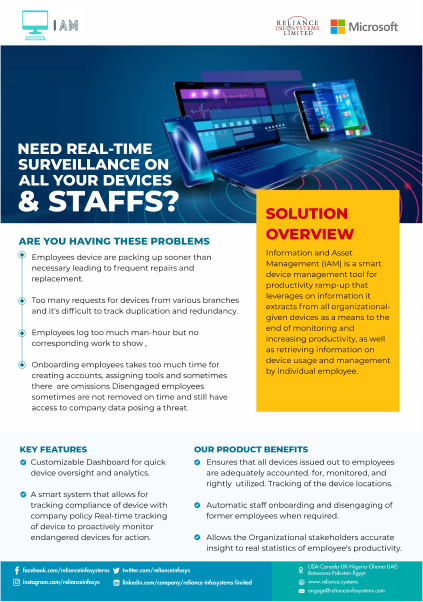 IAM
RELIANCE
INFOSYSTEMS
LIMITED
Microsoft
NEED REAL-TIME
SURVEILLANCE ON
ALL YOUR DEVICES
& STAFFS?
SOLUTION
OVERVIEW
Information and Asset
Management (IAM) is a smart
device management tool for
productivity ramp-up that
leverages on information it
extracts from all organizational-
given devices as a means to the
end of monitoring and
increasing productivity, as well
as retrieving information on
device usage and management
by individual employee.
ARE YOU HAVING THESE PROBLEMS
Employees device are packing up sooner than
necessary leading to frequent repairs and
replacement.
Too many requests for devices from various branches
and it's difficult to track duplication and redundancy.
Employees log too much man-hour but no
corresponding work to show ,
Onboarding employees takes too much time for
creating accounts, assigning tools and sometimes
there are omissions Disengaged employees
sometimes are not removed on time and still have
access to company data posing a threat.
KEY FEATURES
Customizable Dashboard for quick
device oversight and analytics.
A smart system that allows for
tracking compliance of device with
company policy Real-time tracking
of device to proactively monitor
endangered devices for action.
OUR PRODUCT BENEFITS
Ensures that all devices issued out to employees
are adequately accounted. for, monitored, and
rightly utilized. Tracking of the device locations.
Automatic staff onboarding and disengaging of
former employees when required.
Allows the Organizational stakeholders accurate
insight to real statistics of employee's productivity.
facebook.com/relianceinfosystems
twitter.com/relianceinfosys
instagram.com/relianceinfosys
linkedin.com/company/reliance-infosystems-limited
USA-Canada-UK-Nigeria-Ghana-UAE-
Botswana-Pakistan-Egypt
www.reliance.systems
engage@relianceinfosystems.com